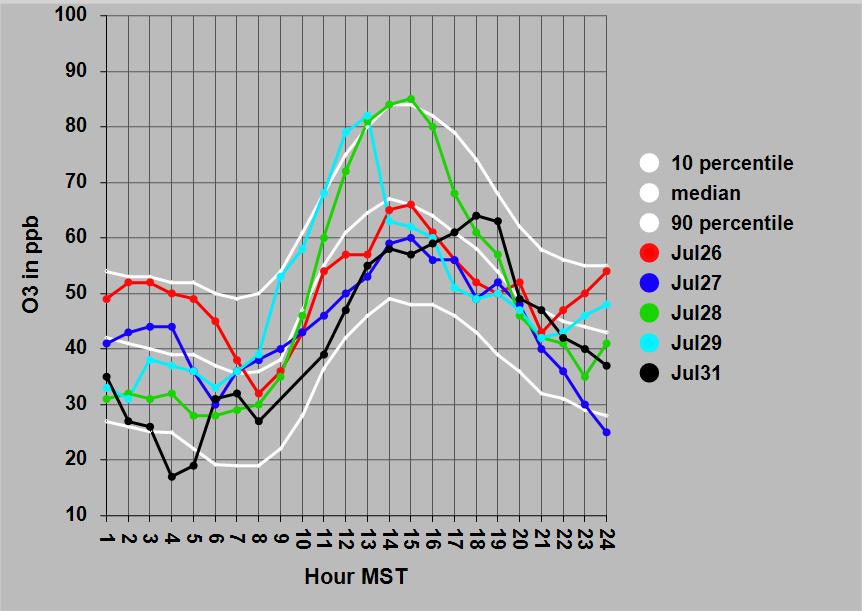 100
90
80
70
60
50
40
30
20
10
O3 in ppb
1 2 3 4 5 6 7 8 9 10 11 12 13 14 15 16 17 18 19 20 21 22 23 24
Hour MST
10 percentile
median
90 percentile
Jul26
Jul27
Jul28
Jul29
Jul31